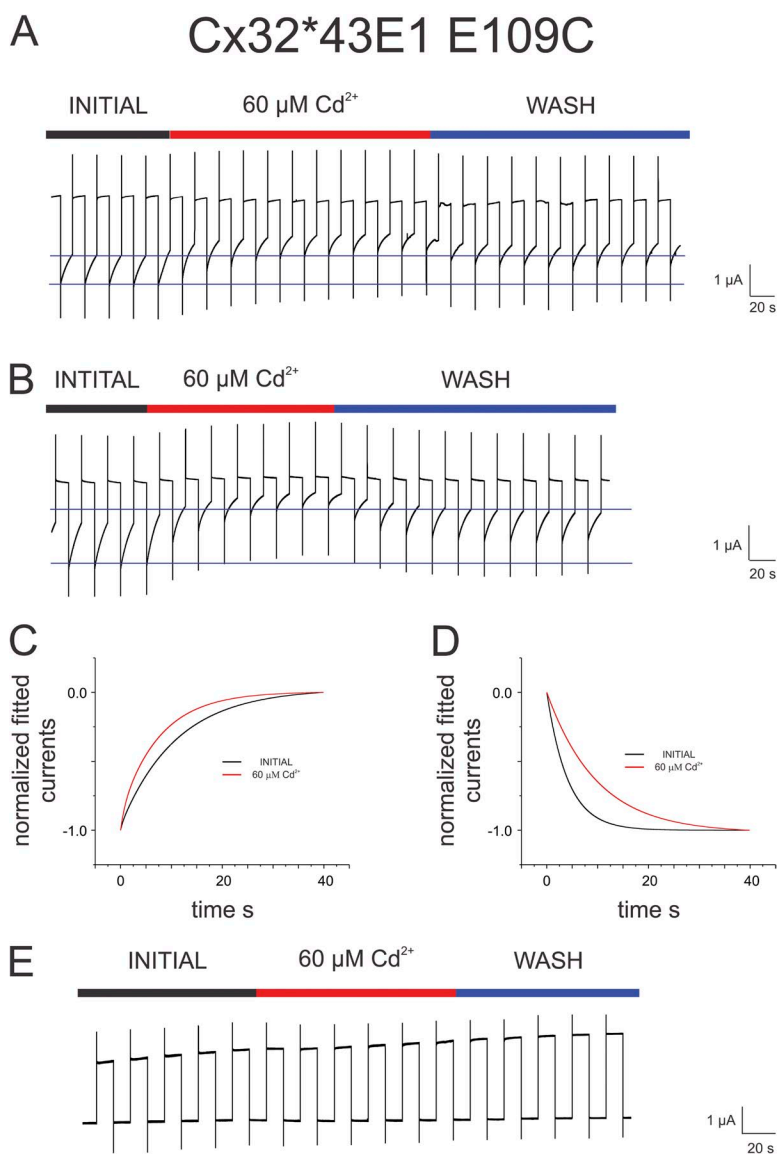 A
Cx32*43E1 E109C
INITIAL 60 µM Cd²⁺ WASH
1 µA
20 s
B
INTITAL 60 µM Cd²⁺ WASH
1 µA
20 s
C
normalized fitted
currents
0.0
-1.0
INITIAL
60 µM Cd²⁺
0 20 40
time s
D
normalized fitted
currents
0.0
-1.0
INITIAL
60 µM Cd²⁺
0 20 40
time s
E
INITIAL 60 µM Cd²⁺ WASH
1 µA
20 s